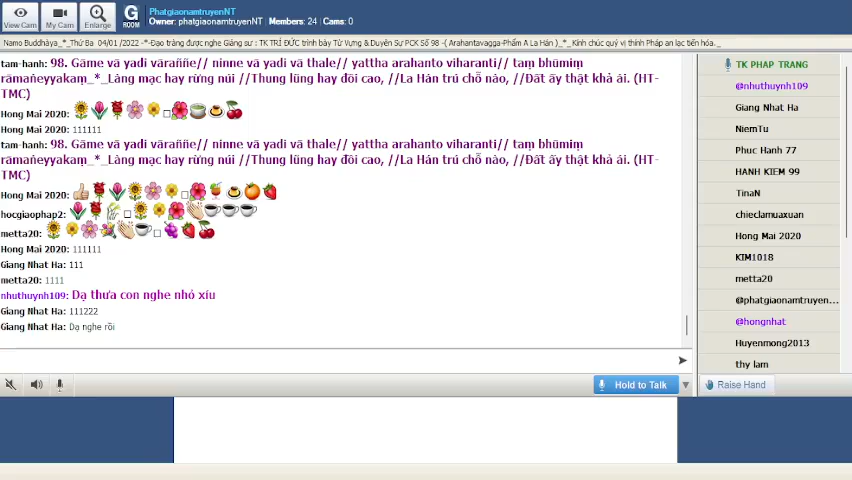 PhatgiaonamtruyenNT
Owner: phatgiaonamtruyenNT Members: 24 Cams: 0
View Cam My Cam Enlarge G ROOM
Namo Buddhàya_*_Thứ Ba 04/01 /2022 -*-Đạo tràng được nghe Giảng sư : TK TRÍ ĐỨC trình bày Từ Vựng & Duyên Sự PCK Số 98 -( Arahantavagga-Phẩm A La Hán )_*_ Kính chúc quý vị thính Pháp an lạc tiến hóa._
tam-hanh: 98. Gāme vā yadi vāraññe// ninne vā yadi vā thale// yattha arahanto viharanti// taṃ bhūmiṃ
rāmaṇeyyakaṃ_*_Làng mạc hay rừng núi //Thung lũng hay đồi cao, //La Hán trú chỗ nào, //Đất ấy thật khả ái. (HT-
TMC)
Hong Mai 2020:
Hong Mai 2020: 111111
tam-hanh: 98. Gāme vā yadi vāraññe// ninne vā yadi vā thale// yattha arahanto viharanti// taṃ bhūmiṃ
rāmaṇeyyakaṃ_*_Làng mạc hay rừng núi //Thung lũng hay đồi cao, //La Hán trú chỗ nào, //Đất ấy thật khả ái. (HT-
TMC)
Hong Mai 2020:
hocgiaophap2:
metta20:
Hong Mai 2020: 111111
Giang Nhat Ha: 111
metta20: 1111
nhuthuynh109: Dạ thưa con nghe nhỏ xíu
Giang Nhat Ha: 111222
Giang Nhat Ha: Dạ nghe rồi
Hold to Talk
TK PHAP TRANG
@nhuthuynh109
Giang Nhat Ha
NiemTu
Phuc Hanh 77
HANH KIEM 99
TinaN
chieclamuaxuan
Hong Mai 2020
KIM1018
metta20
@phatgiaonamtruyen...
@hongnhat
Huyenmong2013
thy lam
Raise Hand